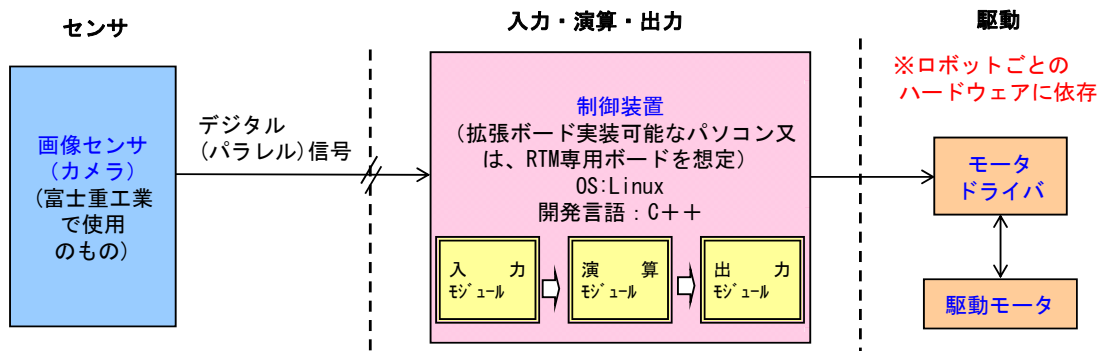 センサ
入力・演算・出力
駆動
※ロボットごとの
ハードウェアに依存
画像センサ
(カメラ)
(富士重工業
で使用
のもの)
デジタル
(パラレル)信号
制御装置
(拡張ボード実装可能なパソコン又
は、RTM専用ボードを想定)
OS:Linux
開発言語:C++
入 力
ﾓｼﾞｭｰﾙ
演 算
ﾓｼﾞｭｰﾙ
出 力
ﾓｼﾞｭｰﾙ
モータ
ドライバ
駆動モータ